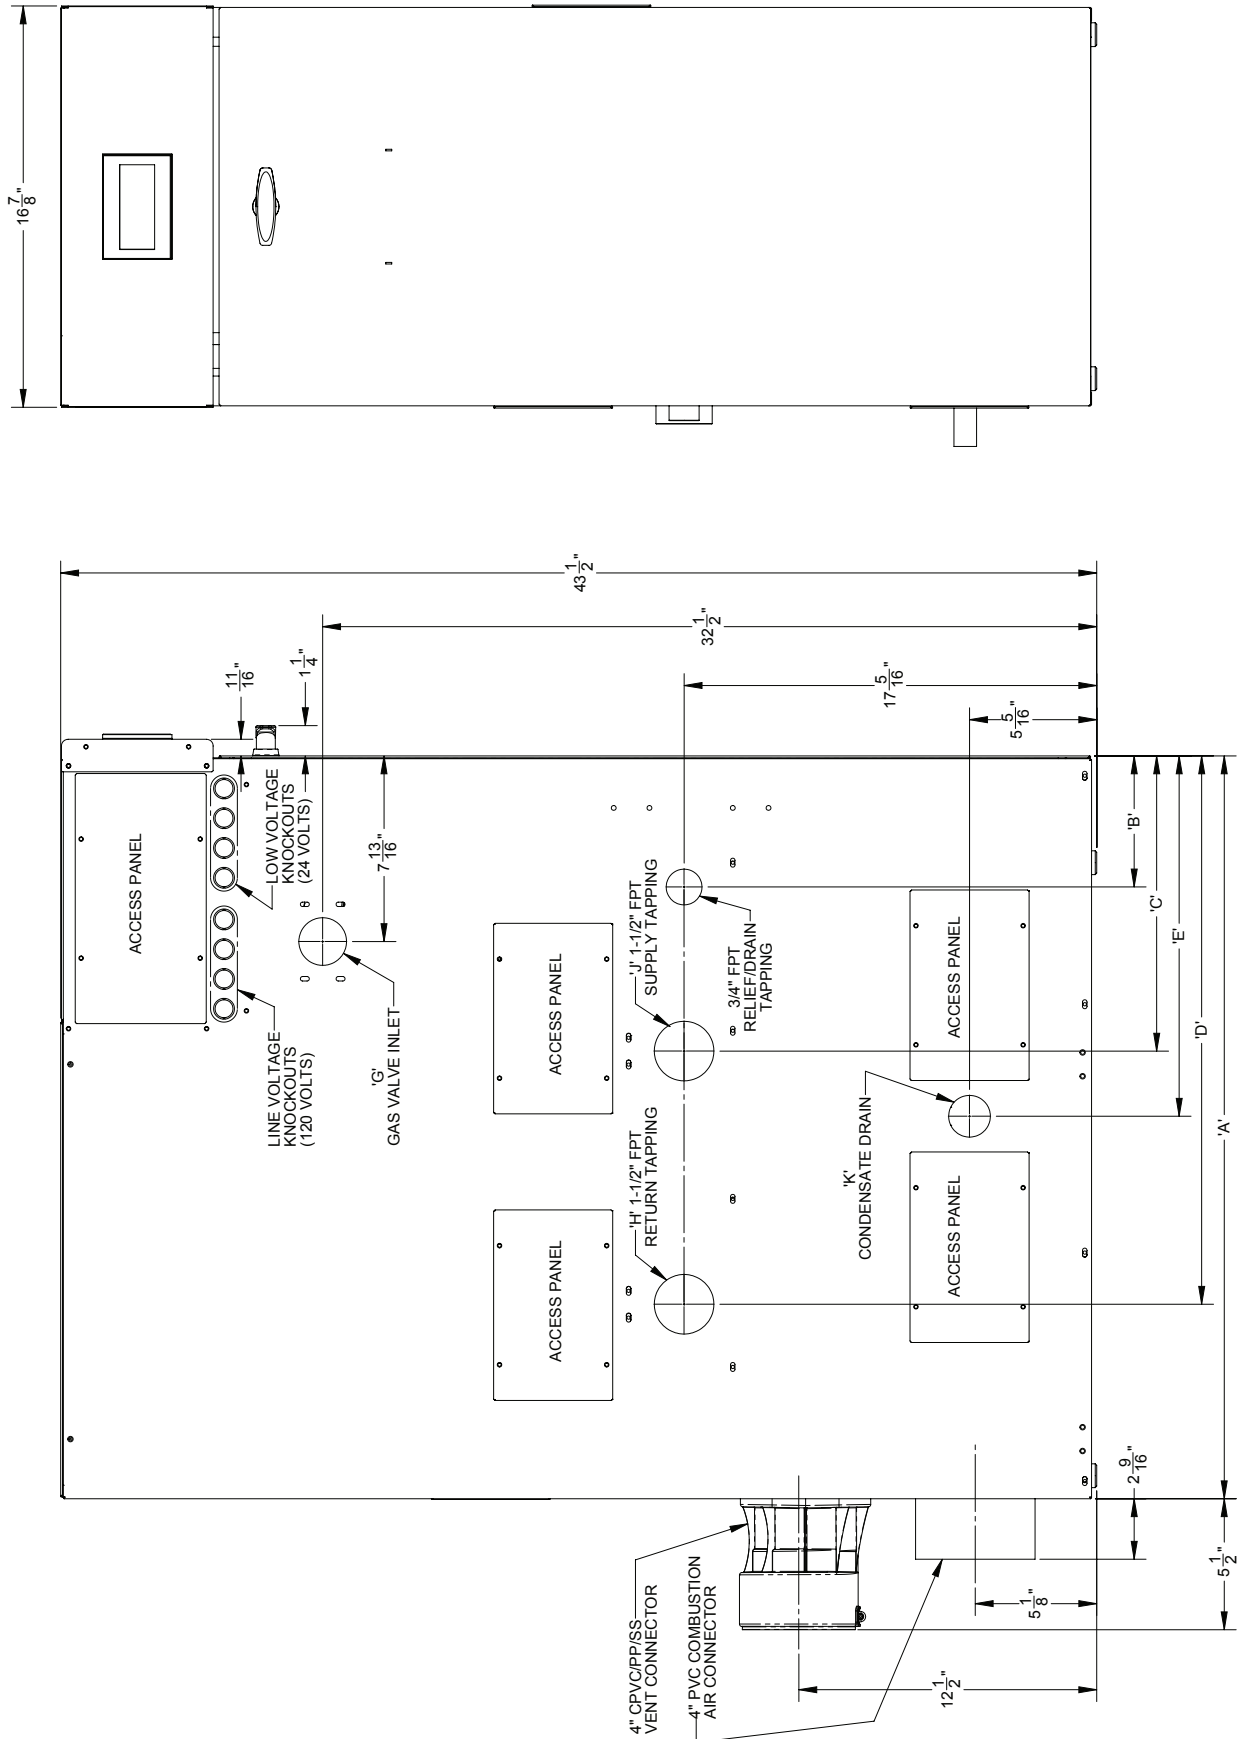 16 7/8"
43 1/2"
32 1/2"
17 5/16"
5 5/16"
11/16"
1 1/4"
7 13/16"
ACCESS PANEL
LOW VOLTAGE
KNOCKOUTS
(24 VOLTS)
LINE VOLTAGE
KNOCKOUTS
(120 VOLTS)
'G'
GAS VALVE INLET
ACCESS PANEL
ACCESS PANEL
'J' 1-1/2" FPT
SUPPLY TAPPING
'H' 1-1/2" FPT
RETURN TAPPING
3/4" FPT
RELIEF/DRAIN
TAPPING
'K'
CONDENSATE DRAIN
ACCESS PANEL
ACCESS PANEL
'B'
'C'
'E'
'D'
'A'
4" CPVC/PP/SS
VENT CONNECTOR
4" PVC COMBUSTION
AIR CONNECTOR
12 1/2"
5 1/8"
2 9/16"
5 1/2"